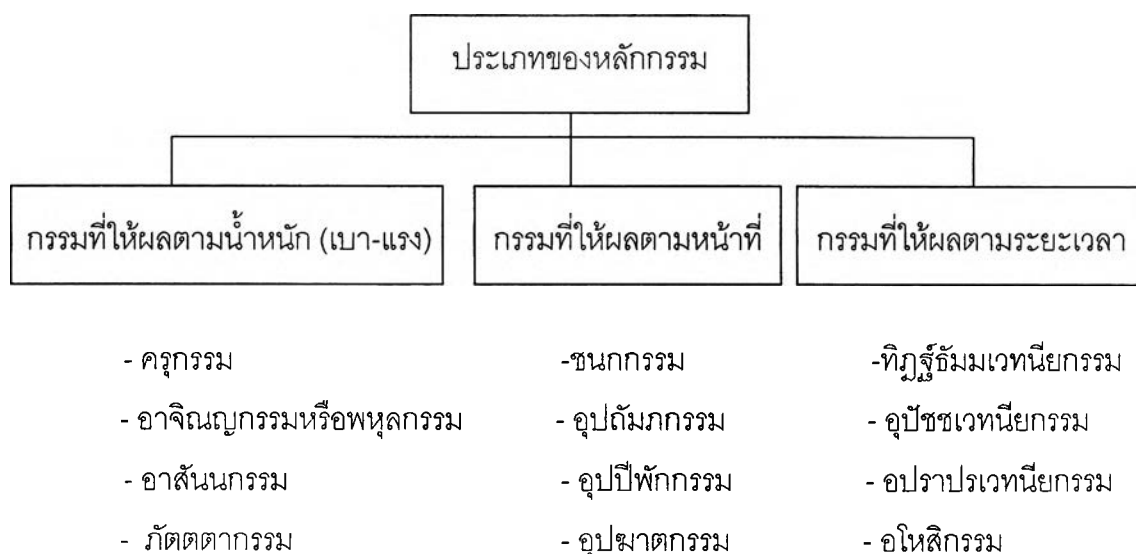 ประเภทของหลักกรรม
กรรมที่ให้ผลตามน้ำหนัก (เบา-แรง)
กรรมที่ให้ผลตามหน้าที่
กรรมที่ให้ผลตามระยะเวลา
- ครุกรรม
- อาจิณญกรรมหรือพหุลกรรม
- อาสันนกรรม
- ภัตตตากรรม
-ชนกกรรม
- อุปถัมภกรรม
- อุปปีพักกรรม
- อุปฆาตกรรม
-ทิฏฐ์ธัมมเวทนียกรรม
- อุปัชชเวทนียกรรม
- อปราปรเวทนียกรรม
- อโหสิกรรม